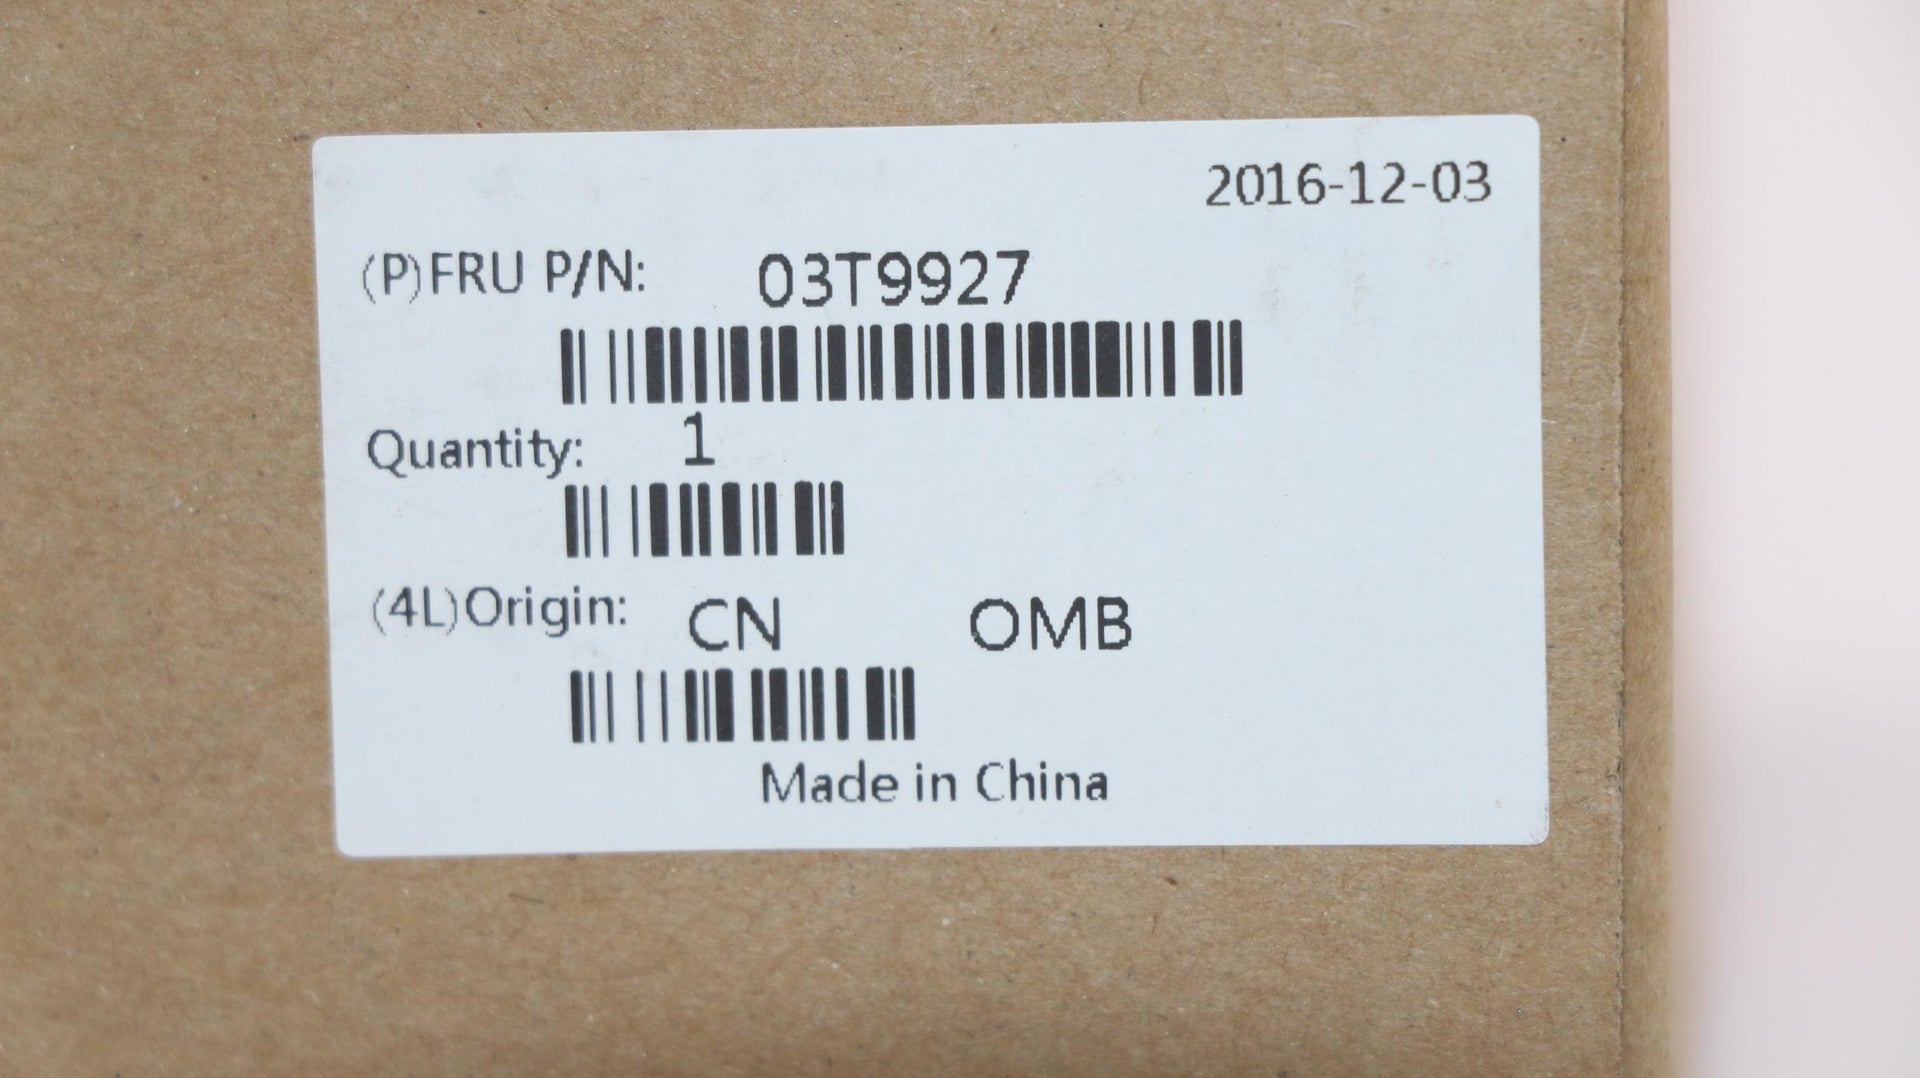 2016-12-03
(P)FRU P/N: 03T9927
Quantity: 1
(4L)Origin: CN OMB
Made in China